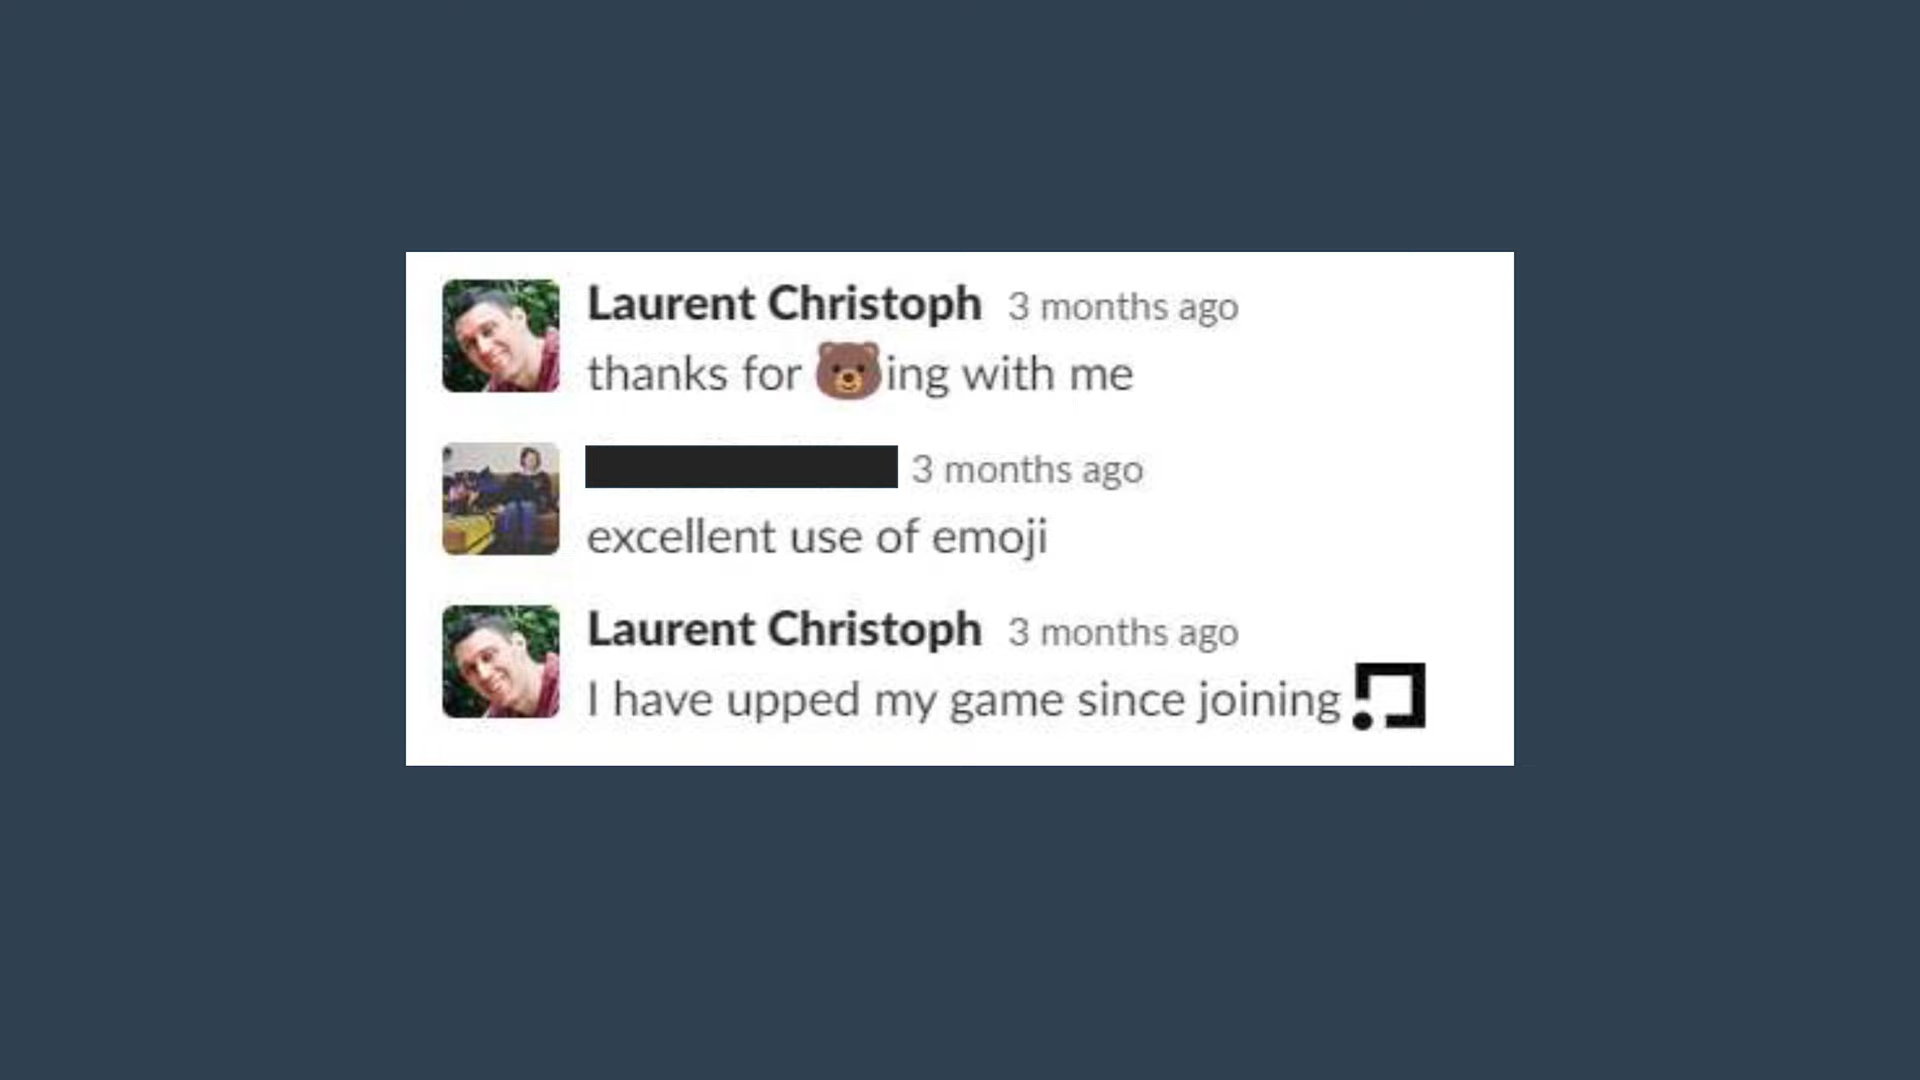 Laurent Christoph 3 months ago
thanks for 🐻ing with me
3 months ago
excellent use of emoji
Laurent Christoph 3 months ago
I have upped my game since joining